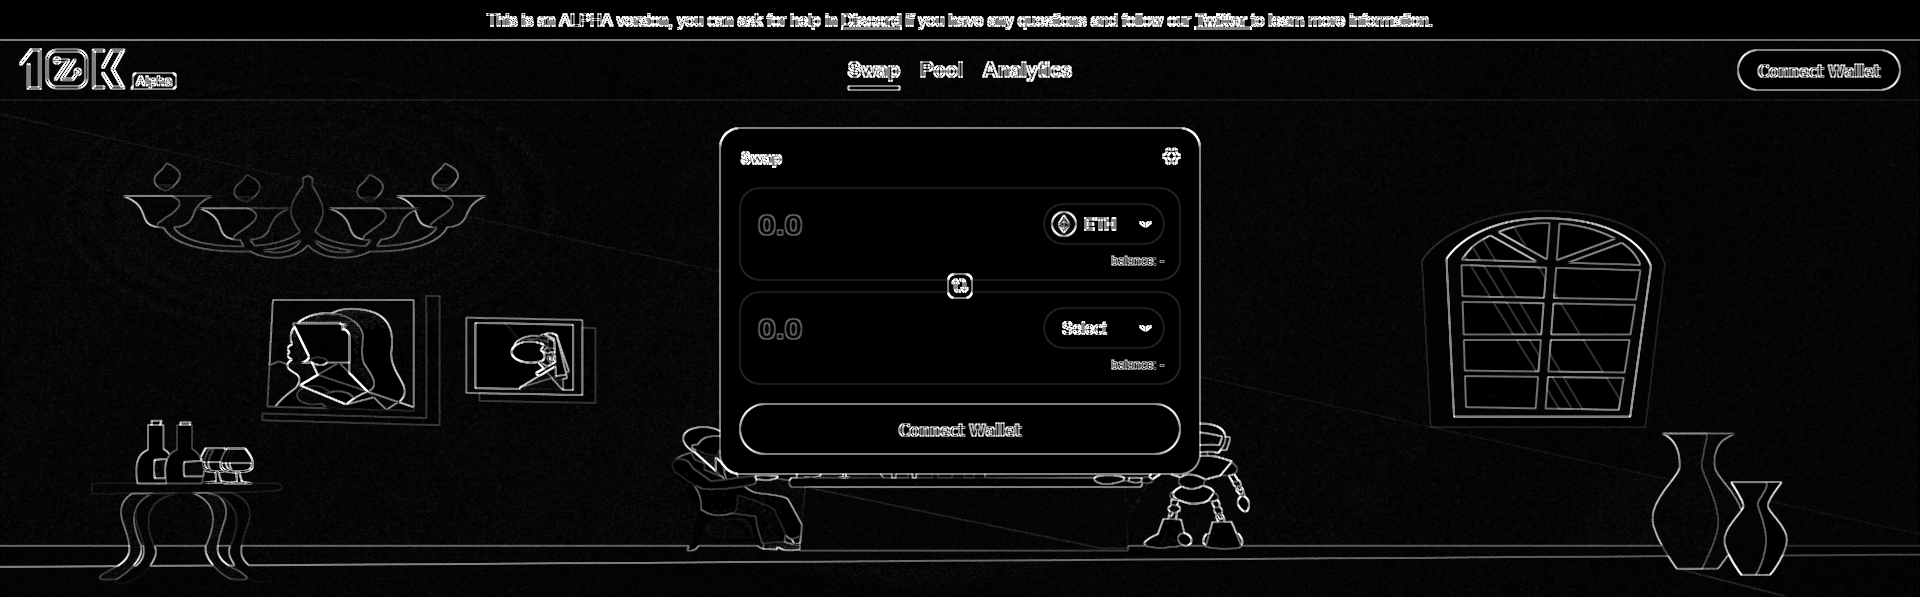 This is an ALPHA version, you can ask for help in Discord if you have any questions and follow our Twitter to learn more information.
10K Alpha
Swap Pool Analytics
Connect Wallet
Swap
0.0
ETH
balance: -
0.0
Select
balance: -
Connect Wallet